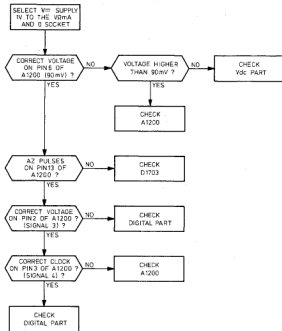 SELECT V⎓ SUPPLY
1V TO THE VΩmA
AND 0 SOCKET
CORRECT VOLTAGE
ON PIN6 OF
A1200 (90mV) ?
NO
VOLTAGE HIGHER
THAN 90mV ?
NO
CHECK
Vdc PART
YES
YES
CHECK
A1200
AZ PULSES
ON PIN13 OF
A1200 ?
NO
CHECK
D1703
YES
CORRECT VOLTAGE
ON PIN2 OF A1200 ?
(SIGNAL 3)
NO
CHECK
DIGITAL PART
YES
CORRECT CLOCK
ON PIN3 OF A1200 ?
(SIGNAL 4)
NO
CHECK
A1200
YES
CHECK
DIGITAL PART